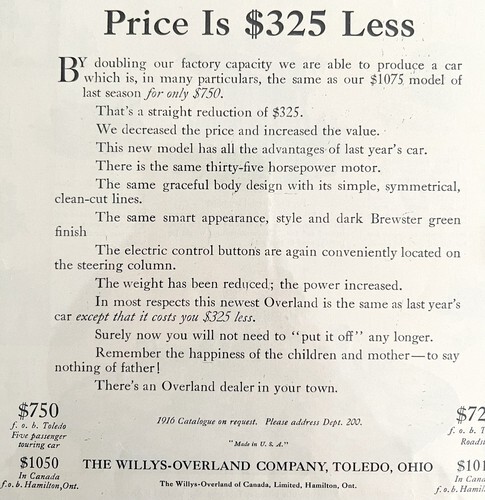 Price Is $325 Less
BY doubling our factory capacity we are able to produce a car
which is, in many particulars, the same as our $1075 model of
last season for only $750.
That's a straight reduction of $325.
We decreased the price and increased the value.
This new model has all the advantages of last year's car.
There is the same thirty-five horsepower motor.
The same graceful body design with its simple, symmetrical,
clean-cut lines.
The same smart appearance, style and dark Brewster green
finish
The electric control buttons are again conveniently located on
the steering column.
The weight has been reduced; the power increased.
In most respects this newest Overland is the same as last year's
car except that it costs you $325 less.
Surely now you will not need to "put it off" any longer.
Remember the happiness of the children and mother—to say
nothing of father!
There's an Overland dealer in your town.
$750
f. o. b. Toledo
Five passenger
touring car
$1050
In Canada
f. o. b. Hamilton, Ont.
1916 Catalogue on request. Please address Dept. 200.
"Made in U. S. A."
THE WILLYS-OVERLAND COMPANY, TOLEDO, OHIO
The Willys-Overland of Canada, Limited, Hamilton, Ont.
$72
f. o. b. T
Roadst
$101
In Ca
f. o. b. Hamil